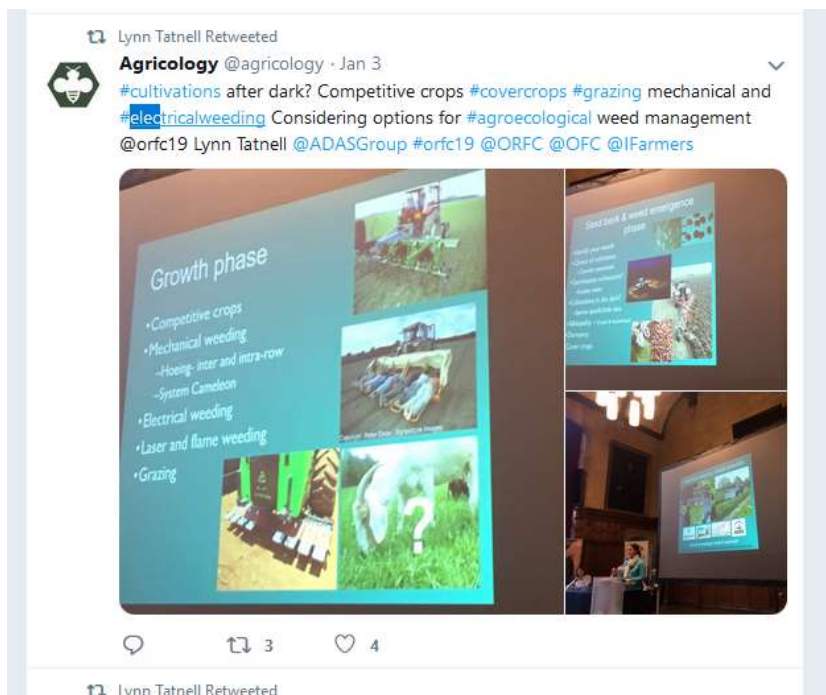 Lynn Tatnell Retweeted
Agricology @agricology · Jan 3
#cultivations after dark? Competitive crops #covercrops #grazing mechanical and
#electricalweeding Considering options for #agroecological weed management
@orfc19 Lynn Tatnell @ADASGroup #orfc19 @ORFC @OFC @IFarmers
Growth phase
•Competitive crops
•Mechanical weeding
–Hoeing- inter and intra-row
–System Cameleon
•Electrical weeding
•Laser and flame weeding
•Grazing
?
Seed bank & weed emergence
phase
3
4
Lynn Tatnell Retweeted